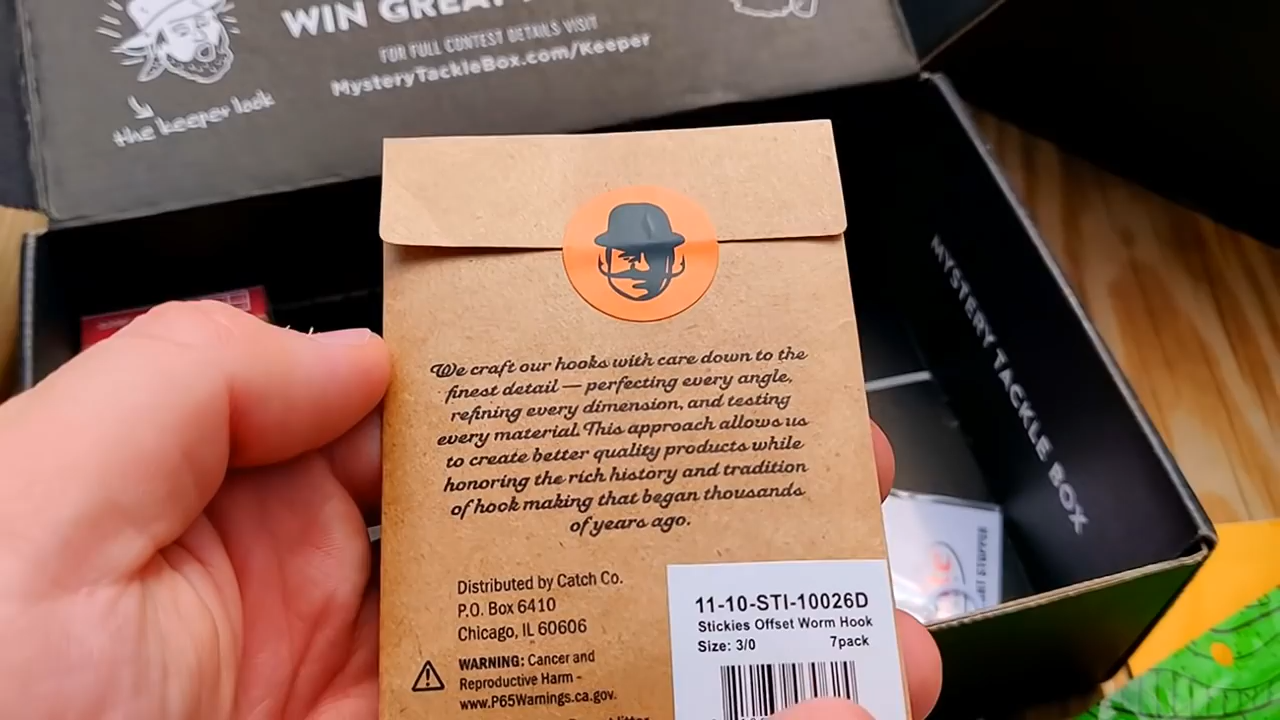 WIN GREAT
FOR FULL CONTEST DETAILS VISIT
MysteryTackleBox.com/Keeper
the keeper look
MYSTERY TACKLE BOX
We craft our hooks with care down to the
finest detail — perfecting every angle,
refining every dimension, and testing
every material. This approach allows us
to create better quality products while
honoring the rich history and tradition
of hook making that began thousands
of years ago.
Distributed by Catch Co.
P.O. Box 6410
Chicago, IL 60606
WARNING: Cancer and
Reproductive Harm -
www.P65Warnings.ca.gov.
11-10-STI-10026D
Stickies Offset Worm Hook
Size: 3/0 7pack